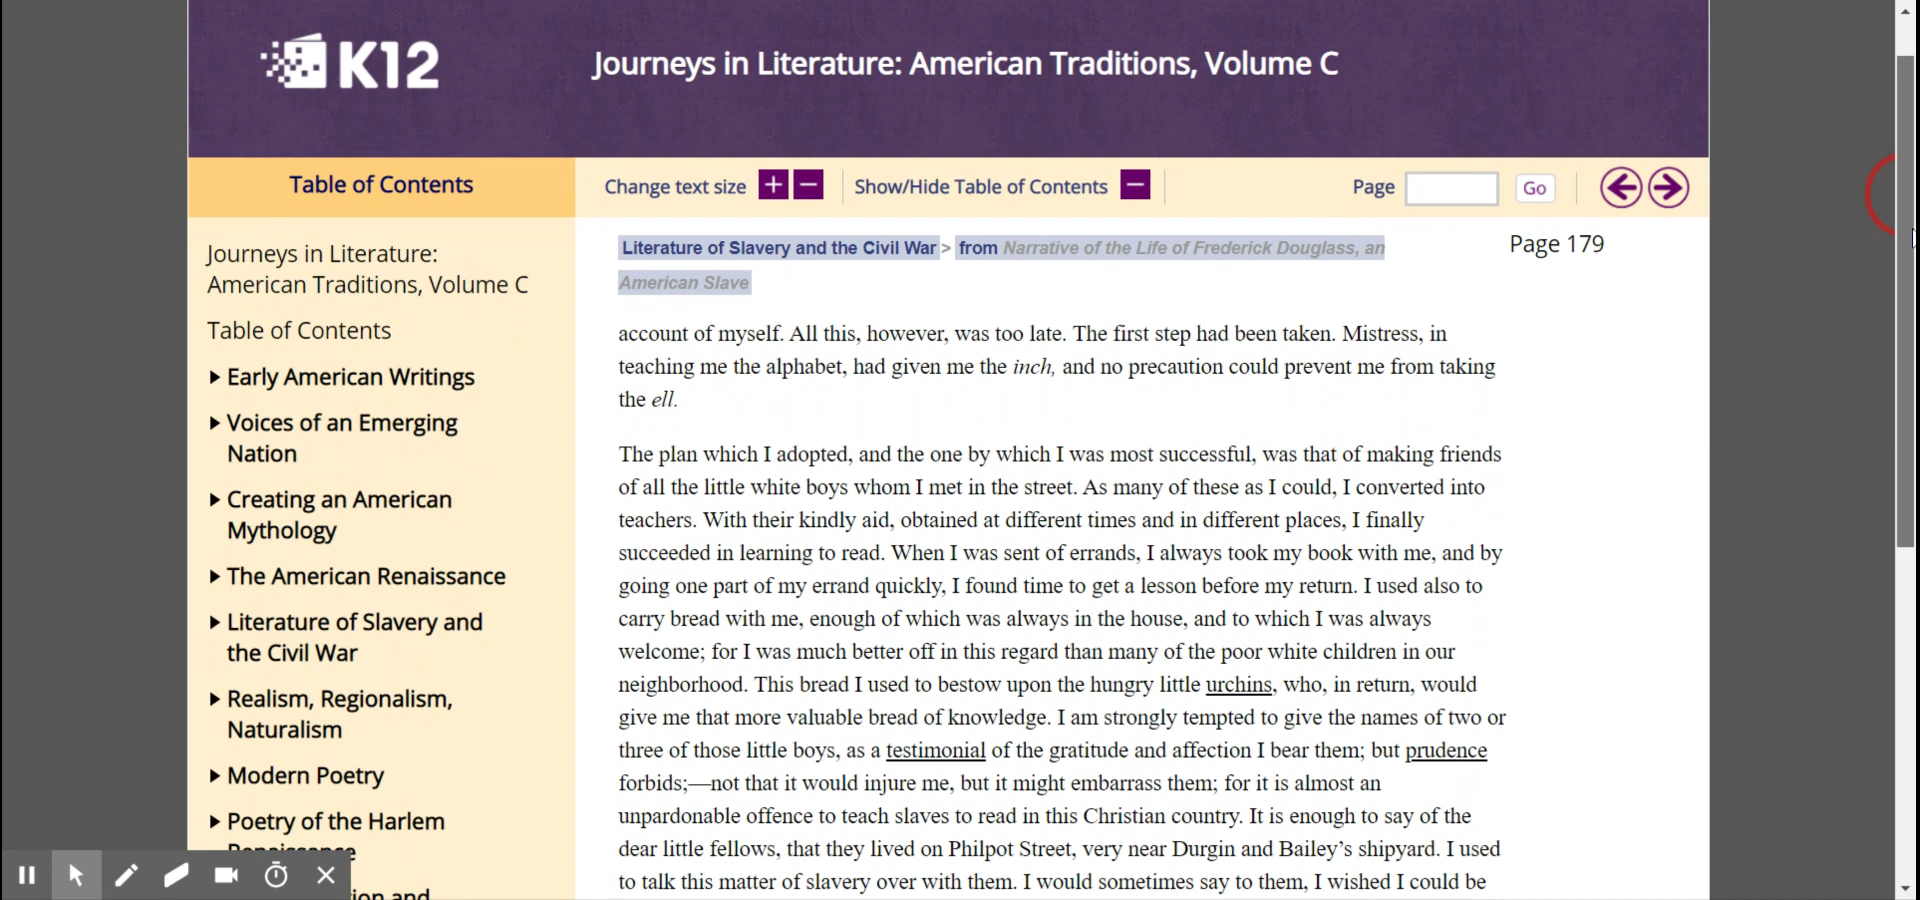 K12
Journeys in Literature: American Traditions, Volume C
Table of Contents
Change text size
Show/Hide Table of Contents
Page
Go
Journeys in Literature:
American Traditions, Volume C
Table of Contents
Early American Writings
Voices of an Emerging
Nation
Creating an American
Mythology
The American Renaissance
Literature of Slavery and
the Civil War
Realism, Regionalism,
Naturalism
Modern Poetry
Poetry of the Harlem
Renaissance
and
Literature of Slavery and the Civil War > from Narrative of the Life of Frederick Douglass, an
American Slave
Page 179
account of myself. All this, however, was too late. The first step had been taken. Mistress, in
teaching me the alphabet, had given me the inch, and no precaution could prevent me from taking
the ell.
The plan which I adopted, and the one by which I was most successful, was that of making friends
of all the little white boys whom I met in the street. As many of these as I could, I converted into
teachers. With their kindly aid, obtained at different times and in different places, I finally
succeeded in learning to read. When I was sent of errands, I always took my book with me, and by
going one part of my errand quickly, I found time to get a lesson before my return. I used also to
carry bread with me, enough of which was always in the house, and to which I was always
welcome; for I was much better off in this regard than many of the poor white children in our
neighborhood. This bread I used to bestow upon the hungry little urchins, who, in return, would
give me that more valuable bread of knowledge. I am strongly tempted to give the names of two or
three of those little boys, as a testimonial of the gratitude and affection I bear them; but prudence
forbids;—not that it would injure me, but it might embarrass them; for it is almost an
unpardonable offence to teach slaves to read in this Christian country. It is enough to say of the
dear little fellows, that they lived on Philpot Street, very near Durgin and Bailey's shipyard. I used
to talk this matter of slavery over with them. I would sometimes say to them, I wished I could be